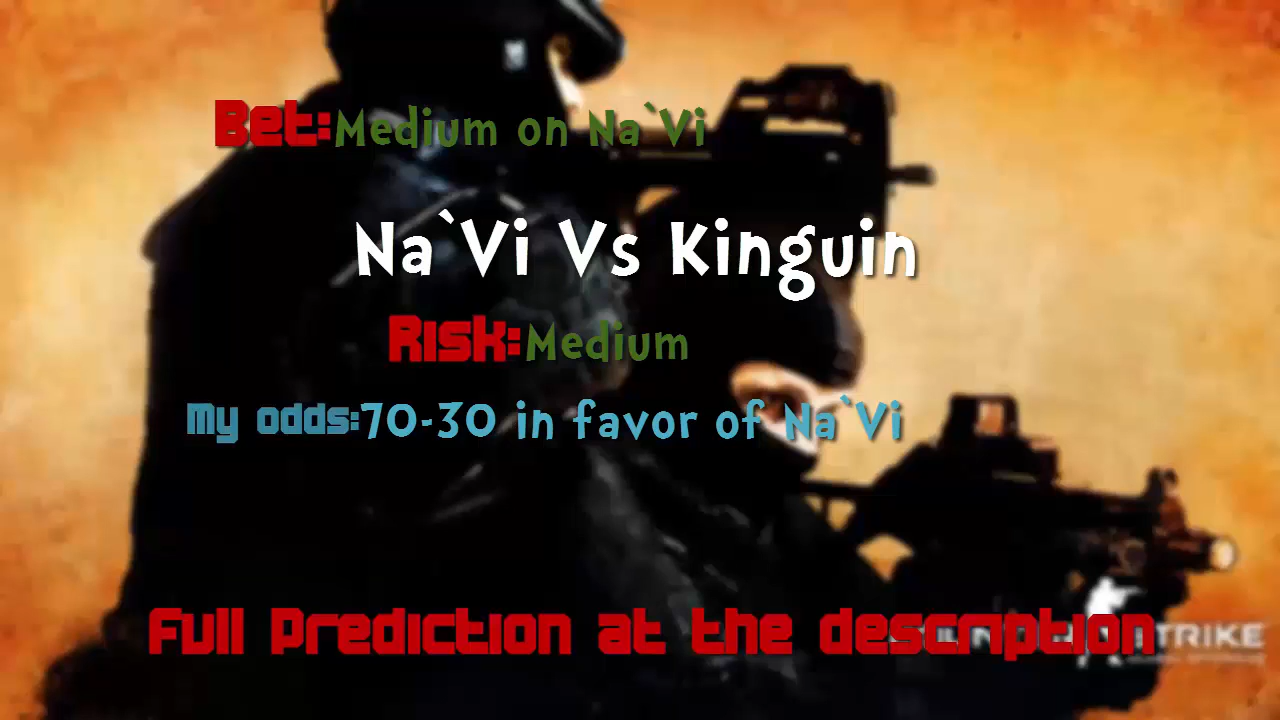 Bet:Medium on Na`Vi
Na`Vi Vs Kinguin
Risk:Medium
My odds:70-30 in favor of Na`Vi
Full Prediction at the description
TRIKE